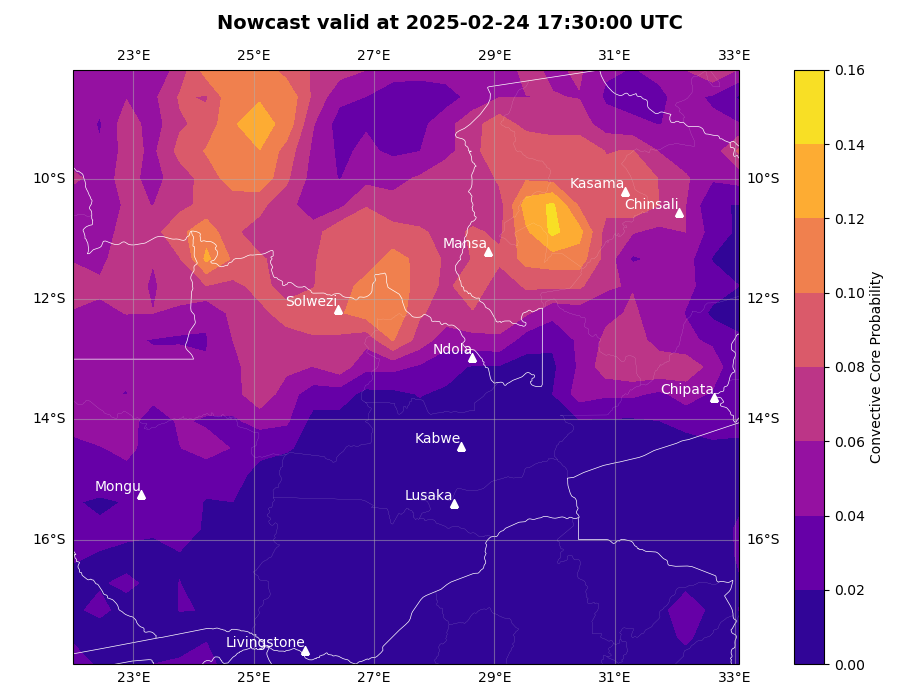 Nowcast valid at 2025-02-24 17:30:00 UTC
23°E 25°E 27°E 29°E 31°E 33°E
0.16
0.14
0.12
0.10
0.08
0.06
0.04
0.02
0.00
Convective Core Probability
10°S
12°S
14°S
16°S
Kasama
Chinsali
Mansa
Solwezi
Ndola
Chipata
Kabwe
Mongu
Lusaka
Livingstone
10°S
12°S
14°S
16°S
23°E 25°E 27°E 29°E 31°E 33°E